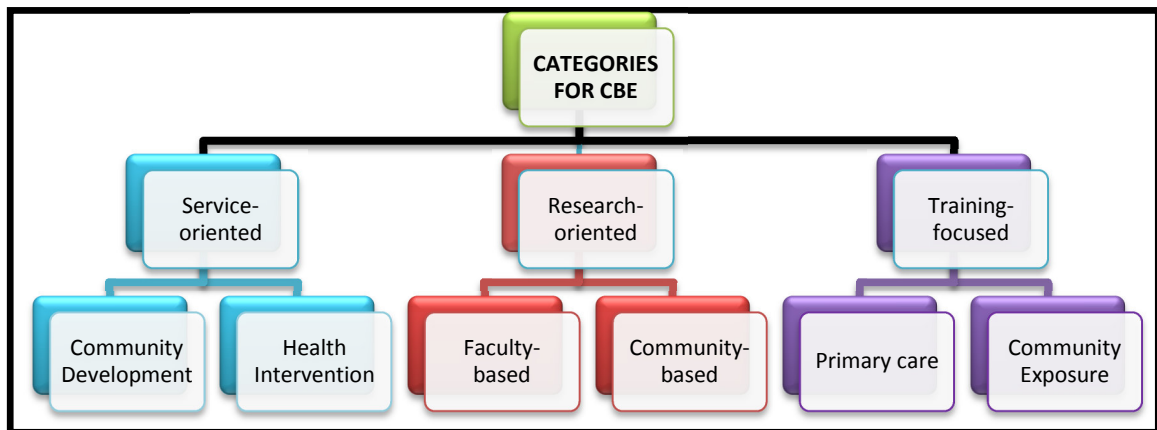 CATEGORIES
FOR CBE
Service-
oriented
Research-
oriented
Training-
focused
Community
Development
Health
Intervention
Faculty-
based
Community-
based
Primary care
Community
Exposure